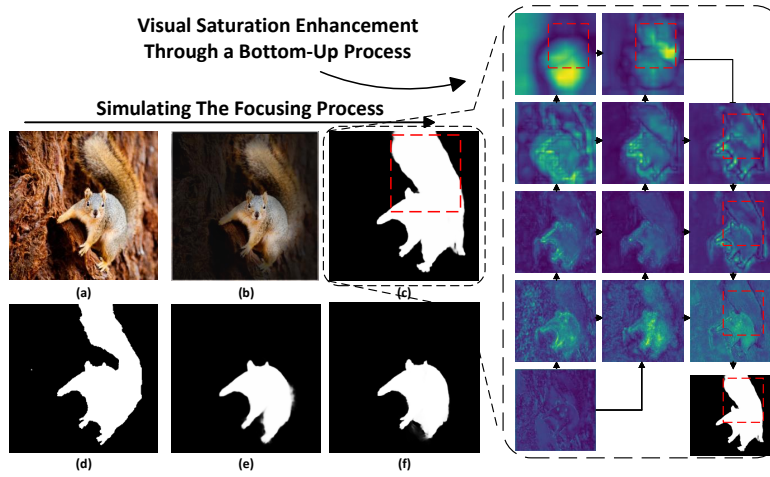 Visual Saturation Enhancement
Through a Bottom-Up Process
Simulating The Focusing Process
(a)
(b)
(c)
(d)
(e)
(f)